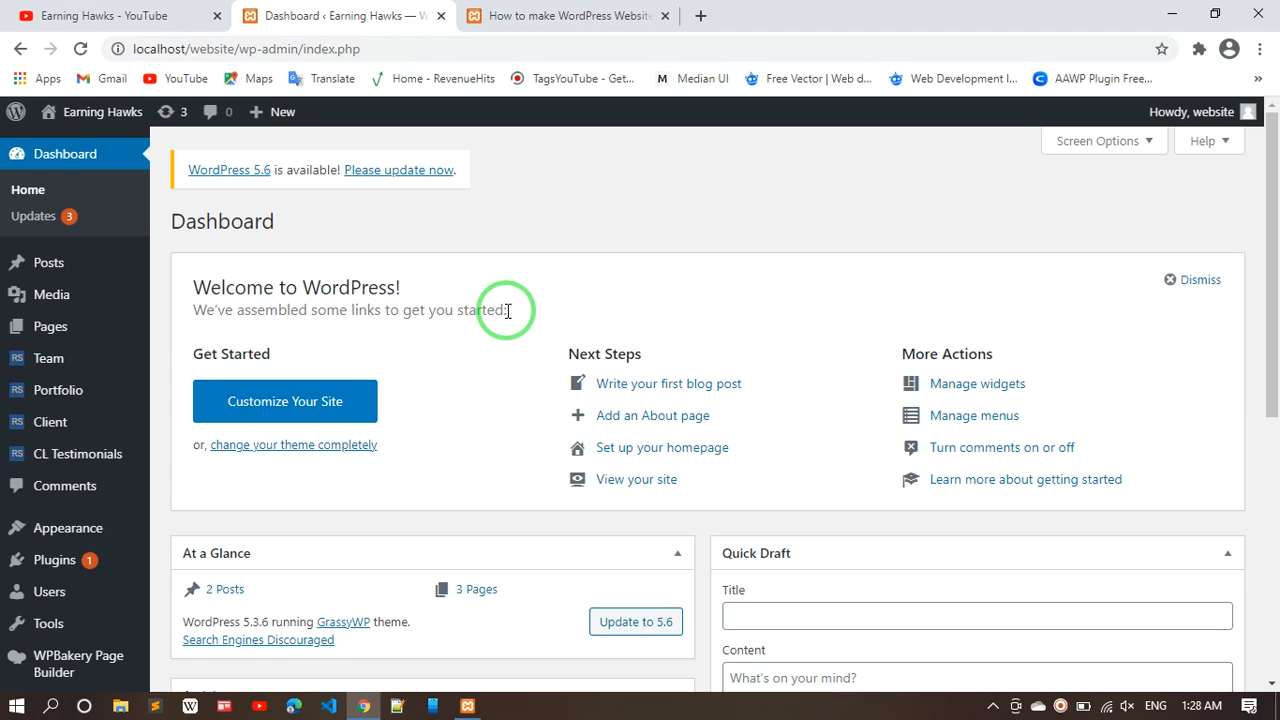 Earning Hawks - YouTube
Dashboard ‹ Earning Hawks — W
How to make WordPress Website
localhost/website/wp-admin/index.php
Apps
Gmail
YouTube
Maps
Translate
Home - RevenueHits
TagsYouTube - Get...
Median UI
Free Vector | Web d...
Web Development I...
AAWP Plugin Free...
Earning Hawks
3
0
New
Howdy, website
Screen Options
Help
Dashboard
Home
Updates 3
Posts
Media
Pages
Team
Portfolio
Client
CL Testimonials
Comments
Appearance
Plugins 1
Users
Tools
WPBakery Page
Builder
WordPress 5.6 is available! Please update now.
Dashboard
Welcome to WordPress!
We've assembled some links to get you started:
Dismiss
Get Started
Customize Your Site
or, change your theme completely
Next Steps
Write your first blog post
Add an About page
Set up your homepage
View your site
More Actions
Manage widgets
Manage menus
Turn comments on or off
Learn more about getting started
At a Glance
2 Posts
3 Pages
WordPress 5.3.6 running GrassyWP theme.
Update to 5.6
Search Engines Discouraged
Quick Draft
Title
Content
What's on your mind?
ENG
1:28 AM